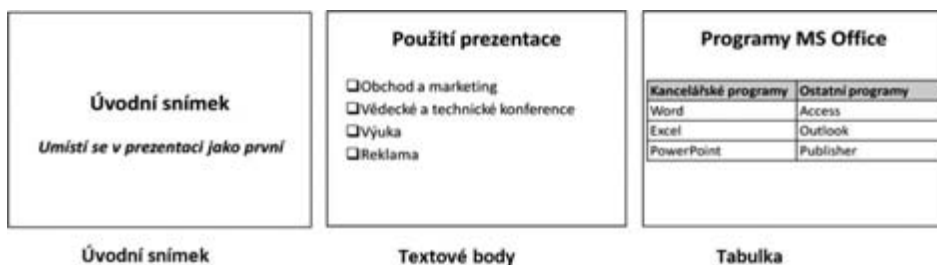 Úvodní snímek
Umístí se v prezentaci jako první
Úvodní snímek
Použití prezentace
❑Obchod a marketing
❑Vědecké a technické konference
❑Výuka
❑Reklama
Textové body
Programy MS Office
Kancelářské programy Ostatní programy
Word Access
Excel Outlook
PowerPoint Publisher
Tabulka